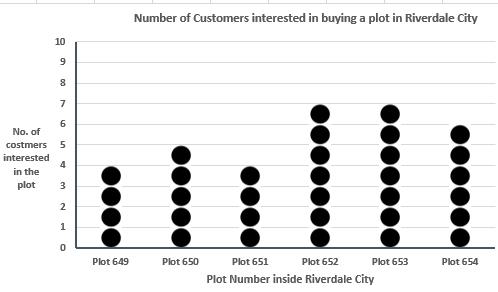 Number of Customers interested in buying a plot in Riverdale City
10
9
8
7
6
5
4
3
2
1
0
No. of
costmers
interested
in the
plot
Plot 649 Plot 650 Plot 651 Plot 652 Plot 653 Plot 654
Plot Number inside Riverdale City